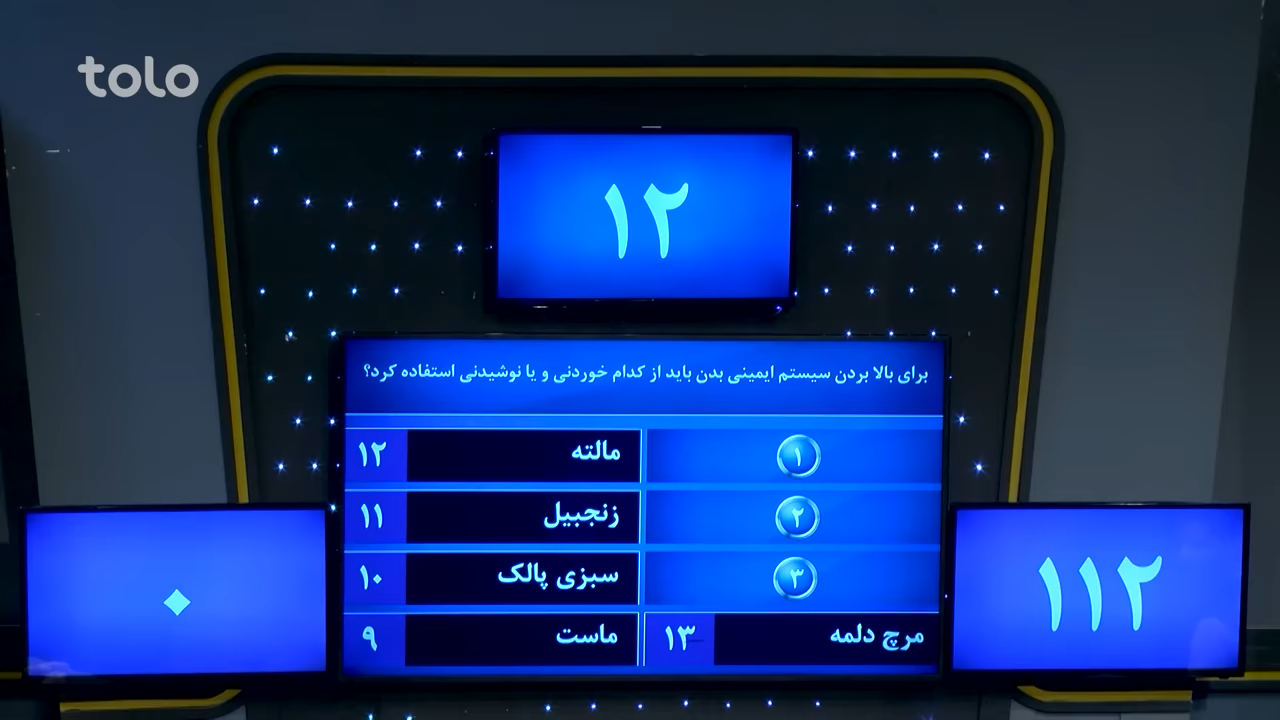 tolo
۱۲
برای بالا بردن سیستم ایمینی بدن باید از کدام خوردنی و یا نوشیدنی استفاده کرد؟
۱
مالته ۱۲
۲
زنجبیل ۱۱
۳
سبزی پالک ۱۰
مرچ دلمه ۱۳
ماست ۹
۰
۱۱۲